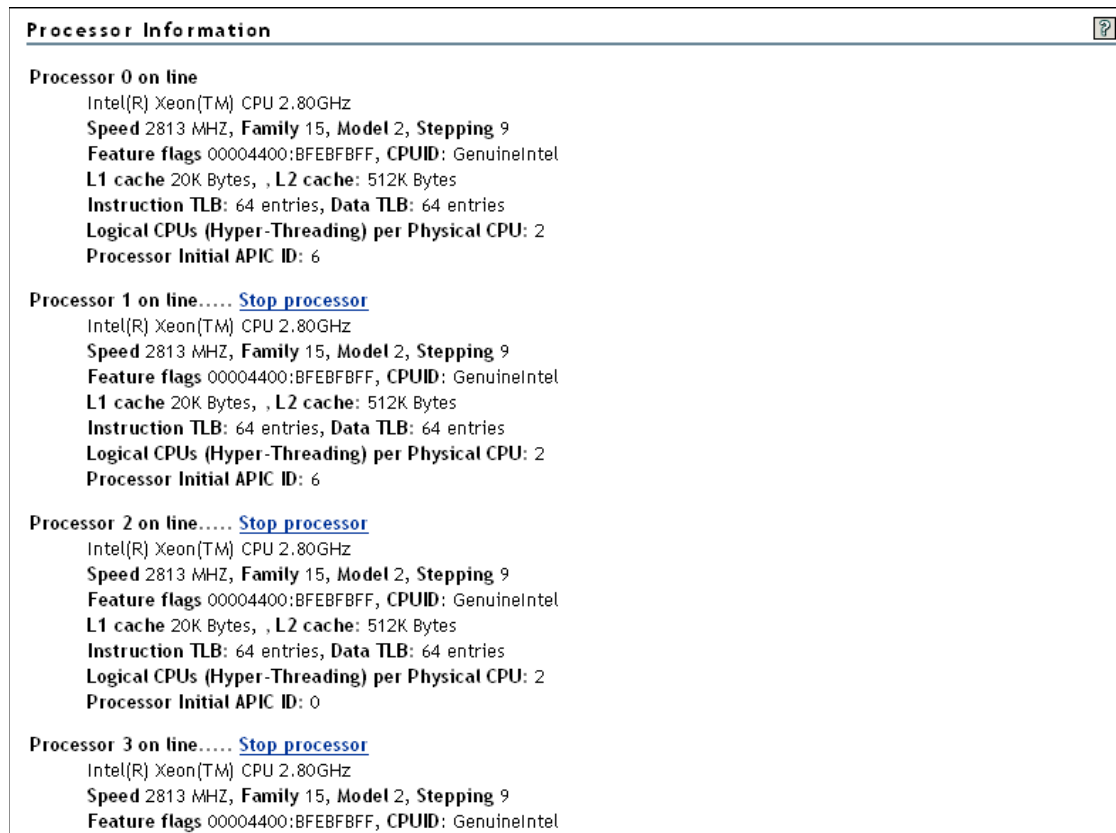 Processor Information
?
Processor 0 on line
Intel(R) Xeon(TM) CPU 2.80GHz
Speed 2813 MHZ, Family 15, Model 2, Stepping 9
Feature flags 00004400:BFEBFBFF, CPUID: GenuineIntel
L1 cache 20K Bytes, , L2 cache: 512K Bytes
Instruction TLB: 64 entries, Data TLB: 64 entries
Logical CPUs (Hyper-Threading) per Physical CPU: 2
Processor Initial APIC ID: 6
Processor 1 on line..... Stop processor
Intel(R) Xeon(TM) CPU 2.80GHz
Speed 2813 MHZ, Family 15, Model 2, Stepping 9
Feature flags 00004400:BFEBFBFF, CPUID: GenuineIntel
L1 cache 20K Bytes, , L2 cache: 512K Bytes
Instruction TLB: 64 entries, Data TLB: 64 entries
Logical CPUs (Hyper-Threading) per Physical CPU: 2
Processor Initial APIC ID: 6
Processor 2 on line..... Stop processor
Intel(R) Xeon(TM) CPU 2.80GHz
Speed 2813 MHZ, Family 15, Model 2, Stepping 9
Feature flags 00004400:BFEBFBFF, CPUID: GenuineIntel
L1 cache 20K Bytes, , L2 cache: 512K Bytes
Instruction TLB: 64 entries, Data TLB: 64 entries
Logical CPUs (Hyper-Threading) per Physical CPU: 2
Processor Initial APIC ID: 0
Processor 3 on line..... Stop processor
Intel(R) Xeon(TM) CPU 2.80GHz
Speed 2813 MHZ, Family 15, Model 2, Stepping 9
Feature flags 00004400:BFEBFBFF, CPUID: GenuineIntel